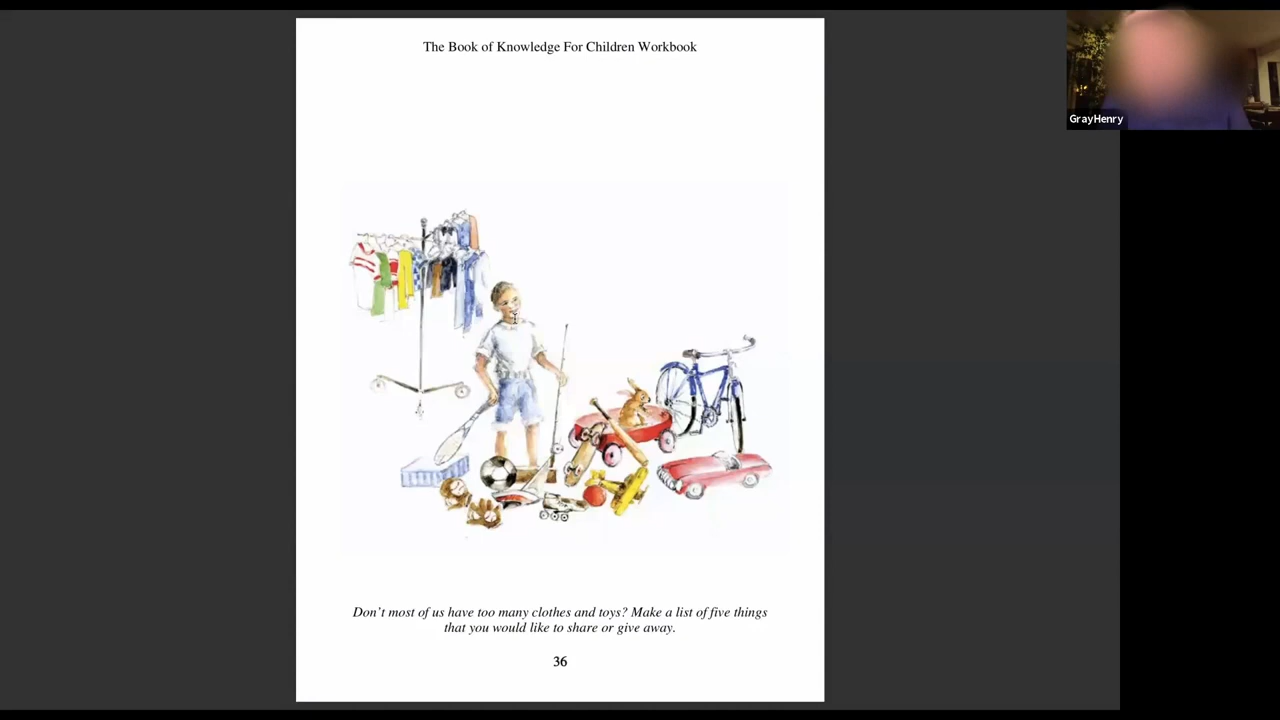 The Book of Knowledge For Children Workbook
GrayHenry
Don't most of us have too many clothes and toys? Make a list of five things
that you would like to share or give away.
36